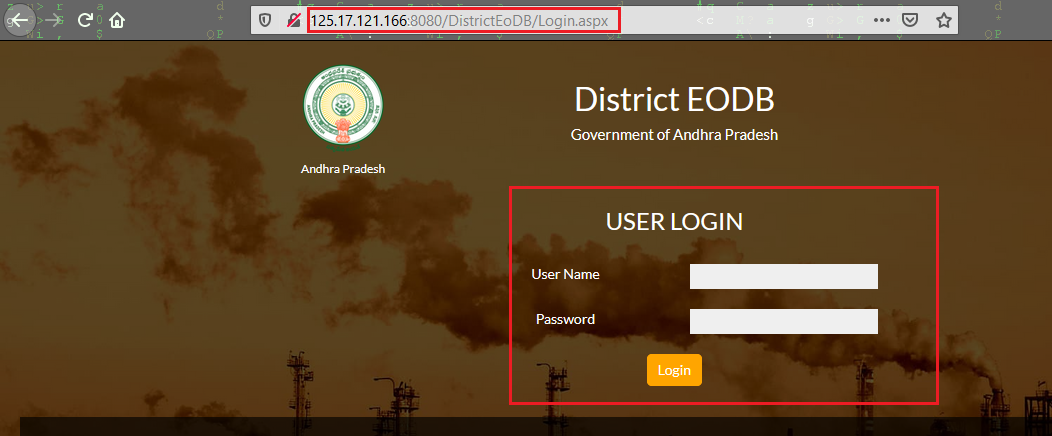 125.17.121.166:8080/DistrictEoDB/Login.aspx
District EODB
Government of Andhra Pradesh
Andhra Pradesh
USER LOGIN
User Name
Password
Login